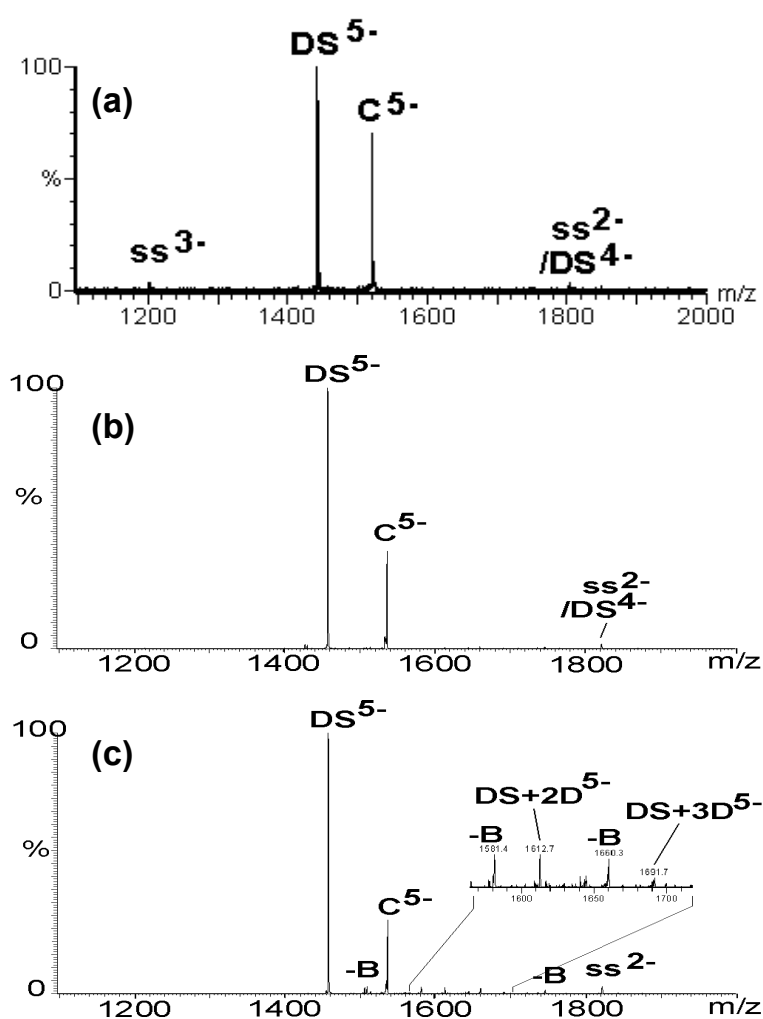 DS5-
100
(a)
C5-
%
ss2-
ss3-
/DS4-
0
m/z
1200 1400 1600 1800 2000
DS5-
100
(b)
%
C5-
ss2-
/DS4-
0
1200 1400 1600 1800 m/z
DS5-
100
(c)
DS+2D5-
DS+3D5-
-B
-B
1581.4 1612.7 1660.3
1691.7
%
1600 1650 1700
C5-
-B
-B ss2-
0
1200 1400 1600 1800 m/z